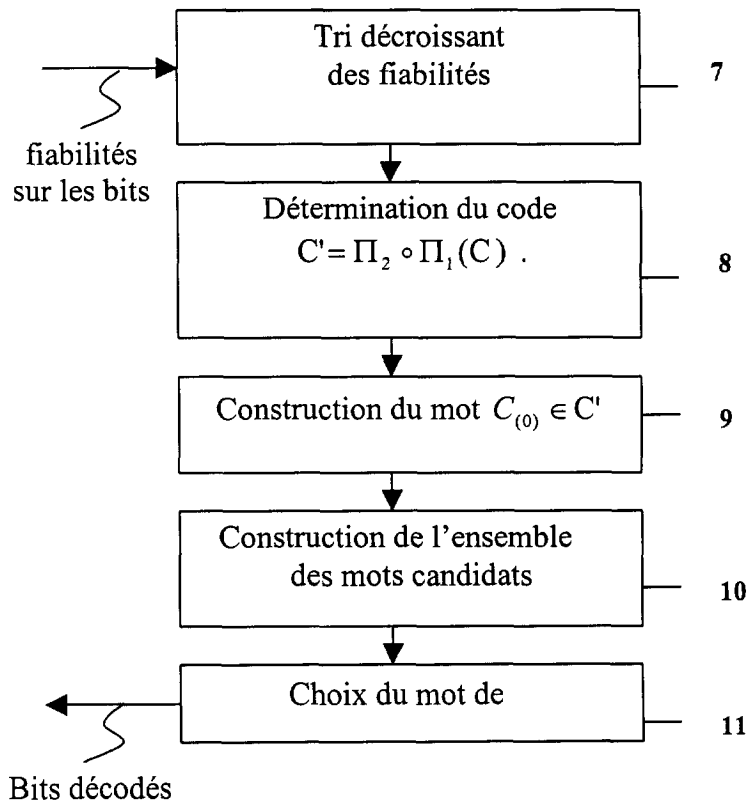 Tri décroissant
des fiabilités
7
fiabilités
sur les bits
Détermination du code
C'= Π₂ ∘ Π₁(C) .
8
Construction du mot C₍₀₎ ∈ C'
9
Construction de l'ensemble
des mots candidats
10
Choix du mot de
11
Bits décodés